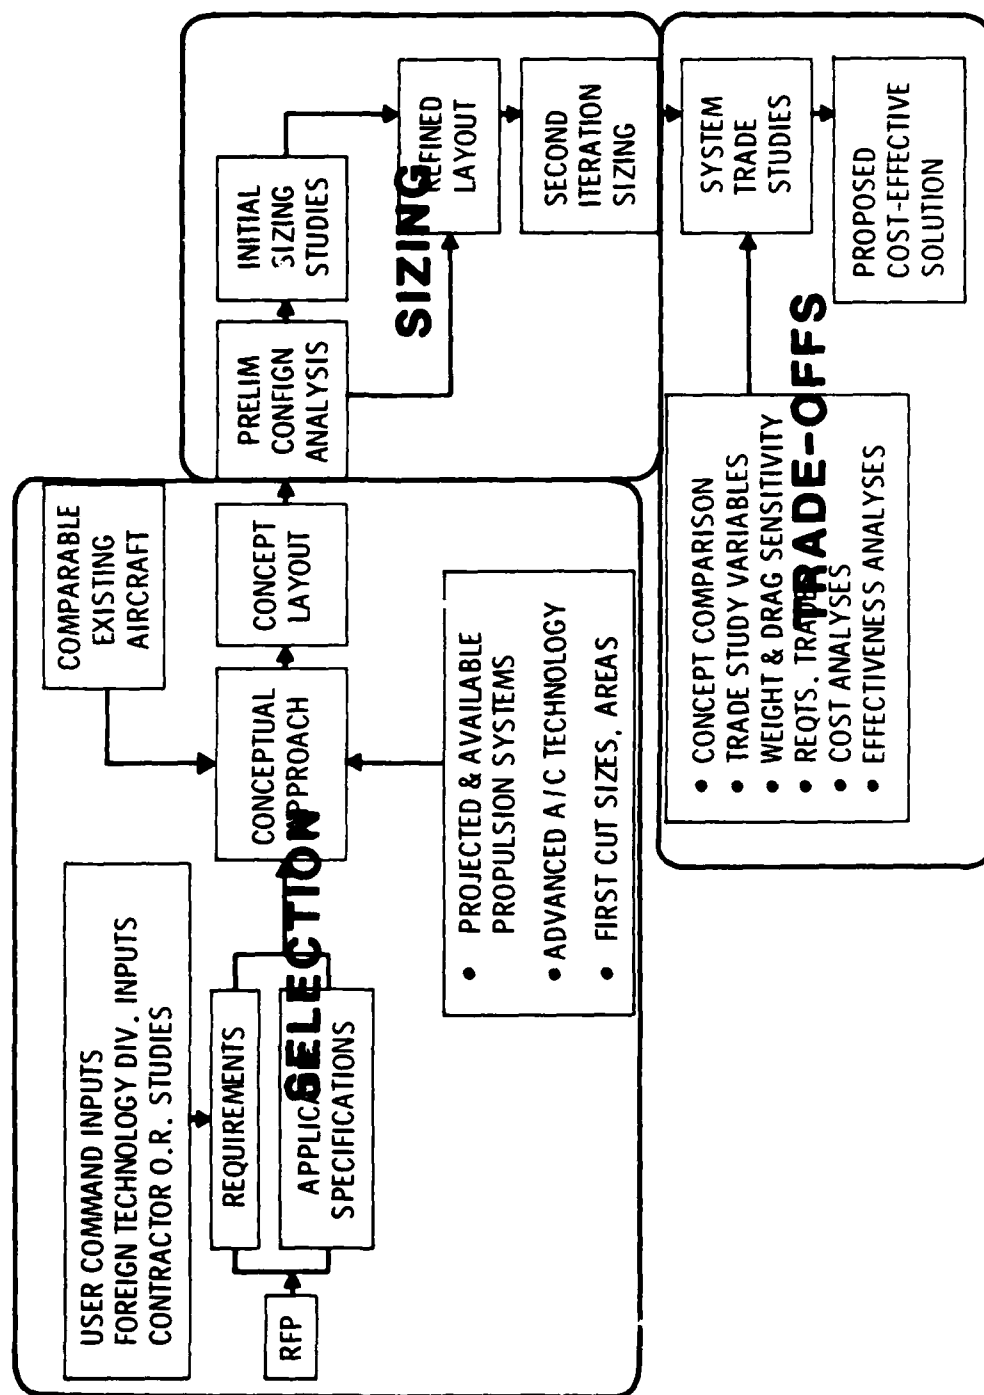 USER COMMAND INPUTS
FOREIGN TECHNOLOGY DIV. INPUTS
CONTRACTOR O.R. STUDIES
RFP
REQUIREMENTS
SPECIFICATIONS
SELECTION
COMPARABLE
EXISTING
AIRCRAFT
CONCEPTUAL
APPROACH
CONCEPT
LAYOUT
• PROJECTED & AVAILABLE
PROPULSION SYSTEMS
• ADVANCED A/C TECHNOLOGY
• FIRST CUT SIZES, AREAS
PRELIM
CONFIGN
ANALYSIS
INITIAL
SIZING
STUDIES
SIZING
REFINED
LAYOUT
SECOND
ITERATION
SIZING
• CONCEPT COMPARISON
• TRADE STUDY VARIABLES
• WEIGHT & DRAG SENSITIVITY
• REQTS. TRADES
• COST ANALYSES
• EFFECTIVENESS ANALYSES
TRADE-OFFS
SYSTEM
TRADE
STUDIES
PROPOSED
COST-EFFECTIVE
SOLUTION